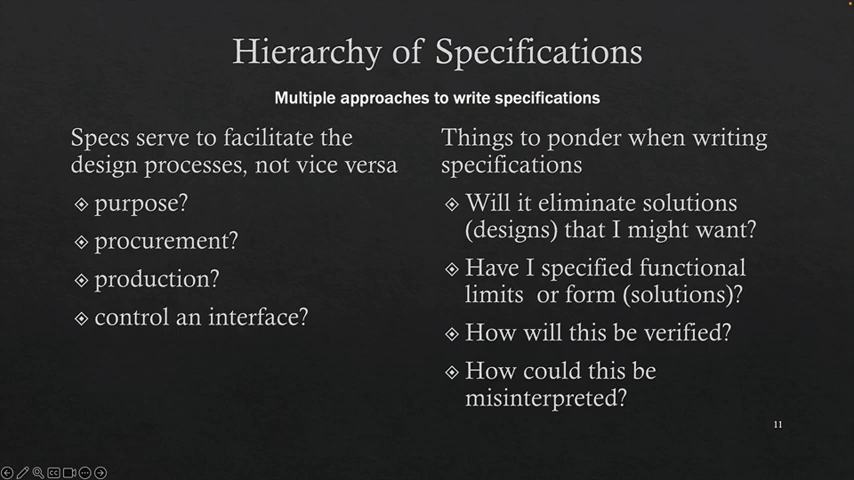 Hierarchy of Specifications
Multiple approaches to write specifications
Specs serve to facilitate the
design processes, not vice versa
purpose?
procurement?
production?
control an interface?
Things to ponder when writing
specifications
Will it eliminate solutions
(designs) that I might want?
Have I specified functional
limits or form (solutions)?
How will this be verified?
How could this be
misinterpreted?
11
CC